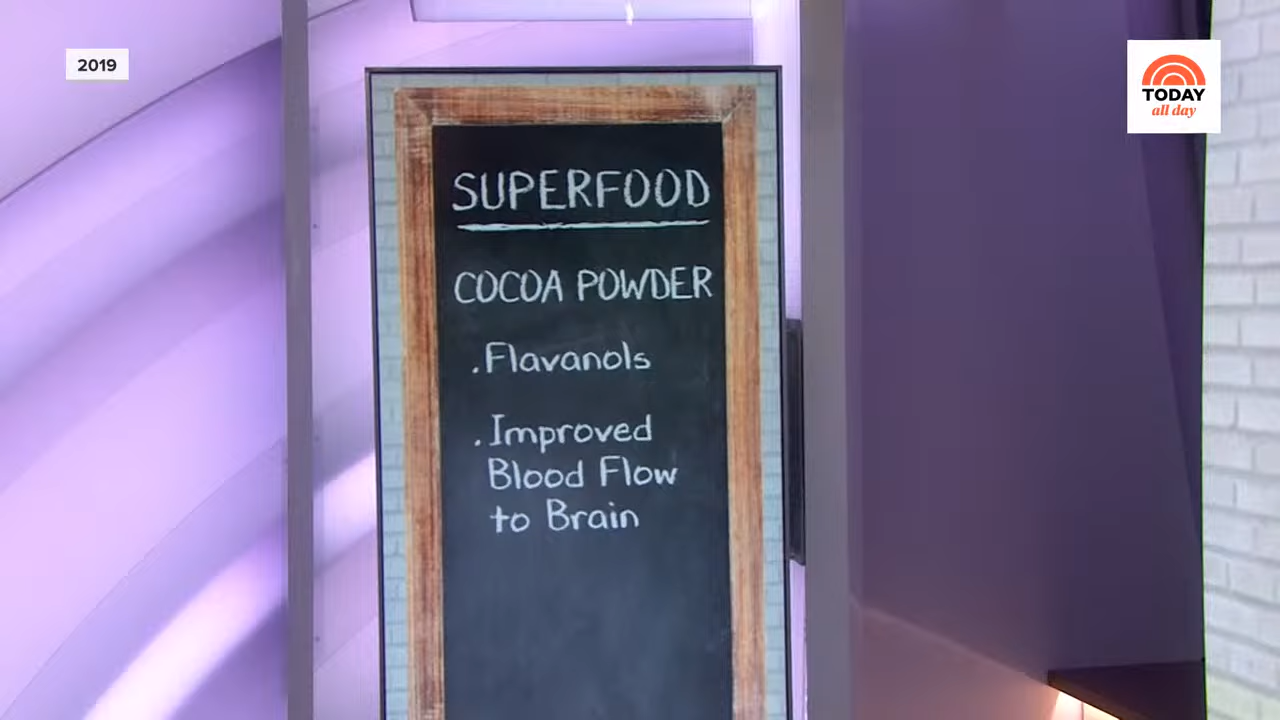 2019
TODAY
all day
SUPERFOOD
COCOA POWDER
.Flavanols
.Improved
Blood Flow
to Brain